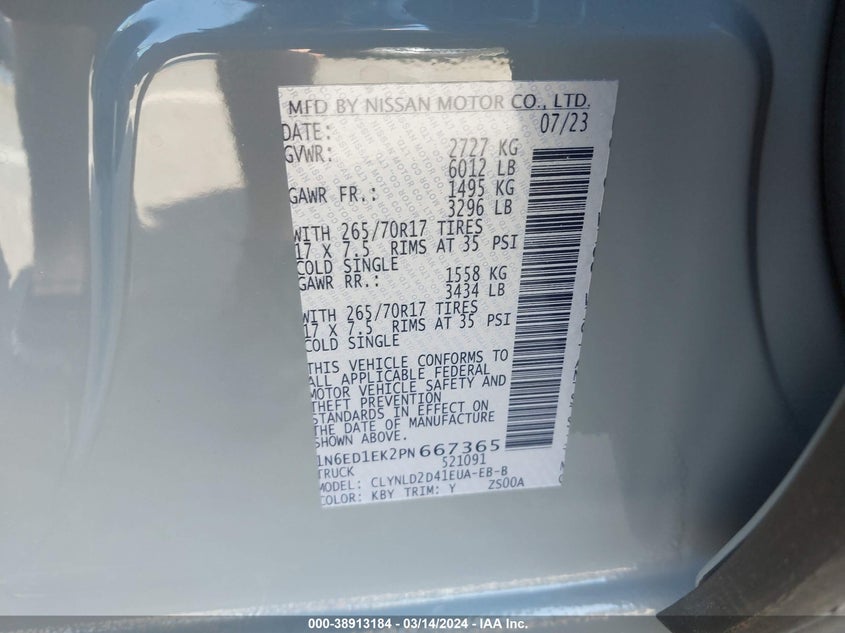 MFD BY NISSAN MOTOR CO., LTD.
DATE: 07/23
GVWR: 2727 KG
6012 LB
GAWR FR.: 1495 KG
3296 LB
WITH 265/70R17 TIRES
17 X 7.5 RIMS AT 35 PSI
COLD SINGLE
GAWR RR.: 1558 KG
3434 LB
WITH 265/70R17 TIRES
17 X 7.5 RIMS AT 35 PSI
COLD SINGLE
THIS VEHICLE CONFORMS TO
ALL APPLICABLE FEDERAL
MOTOR VEHICLE SAFETY AND
THEFT PREVENTION
STANDARDS IN EFFECT ON
THE DATE OF MANUFACTURE
SHOWN ABOVE.
1N6ED1EK2PN667365
TRUCK 521091
MODEL: CLYNLD2D41EUA-EB-B
COLOR: KBY TRIM: Y ZS00A
000-38913184 - 03/14/2024 - IAA Inc.